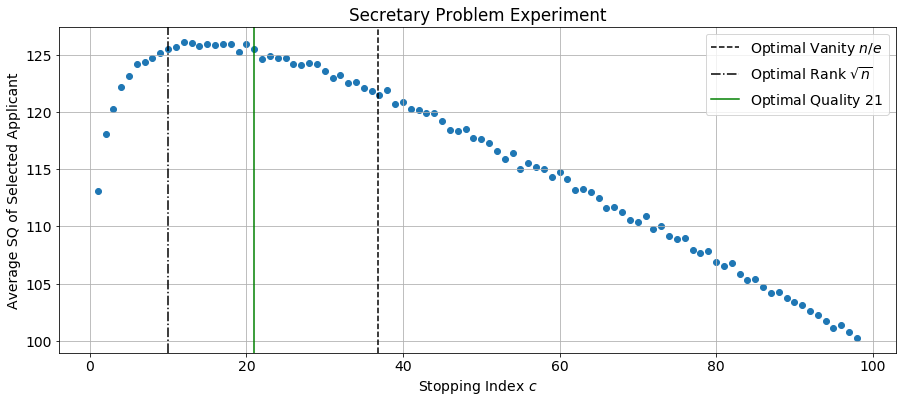 Secretary Problem Experiment
Average SQ of Selected Applicant
125
120
115
110
105
100
Optimal Vanity n/e
Optimal Rank √n
Optimal Quality 21
0 20 40 60 80 100
Stopping Index c